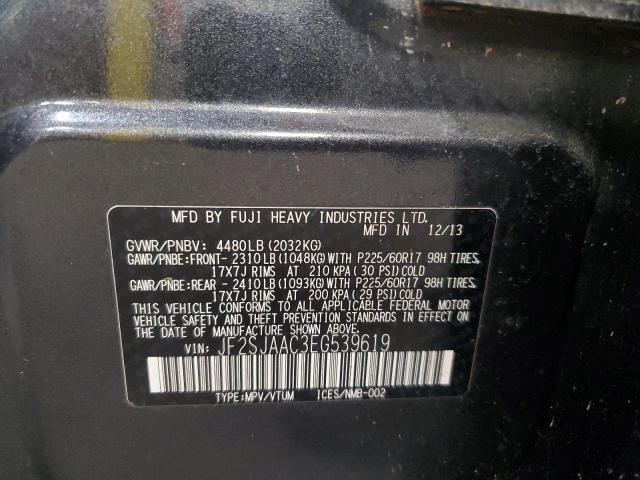 MFD BY FUJI HEAVY INDUSTRIES LTD.
MFD IN 12/13
GVWR/PNBV: 4480LB (2032KG)
GAWR/PNBE:FRONT- 2310LB(1048KG)WITH P225/60R17 98H TIRES,
17X7J RIMS AT 210 KPA( 30 PSI)COLD
GAWR/PNBE:REAR - 2410LB(1093KG)WITH P225/60R17 98H TIRES,
17X7J RIMS AT 200 KPA( 29 PSI)COLD
THIS VEHICLE CONFORMS TO ALL APPLICABLE FEDERAL MOTOR
VEHICLE SAFETY AND THEFT PREVENTION STANDARDS IN EFFECT
ON THE DATE OF MANUFACTURE SHOWN ABOVE.
VIN: JF2SJAAC3EG539619
TYPE:MPV/VTUM ICES/NMB-002